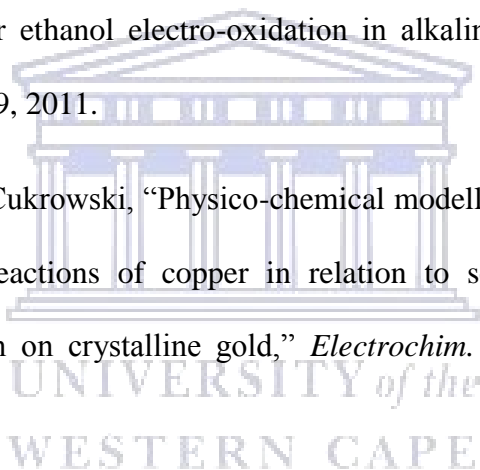 r ethanol electro-oxidation in alkalin
9, 2011.
Cukrowski, “Physico-chemical modell
eactions of copper in relation to s
n on crystalline gold,” Electrochim.
UNIVERSITY of the
WESTERN CAPE